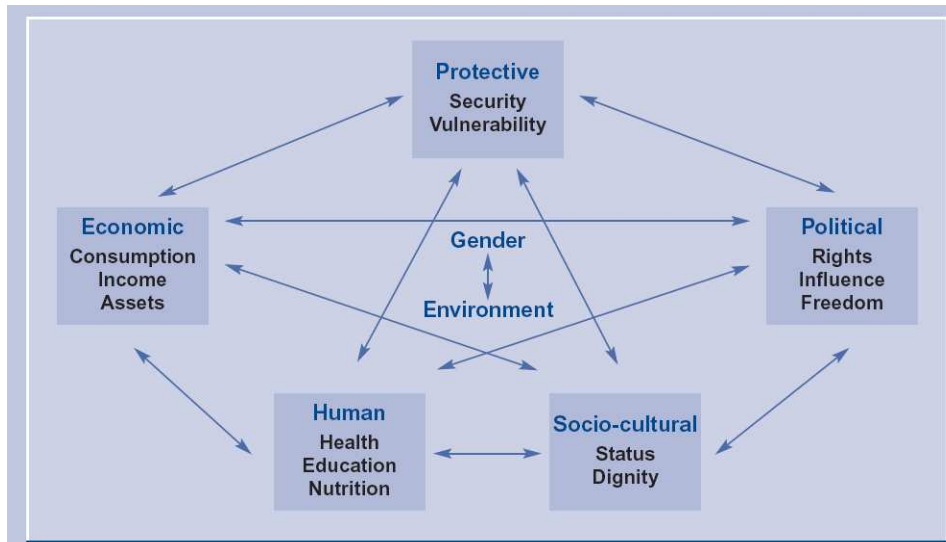 Protective
Security
Vulnerability
Economic
Consumption
Income
Assets
Gender
Environment
Political
Rights
Influence
Freedom
Human
Health
Education
Nutrition
Socio-cultural
Status
Dignity